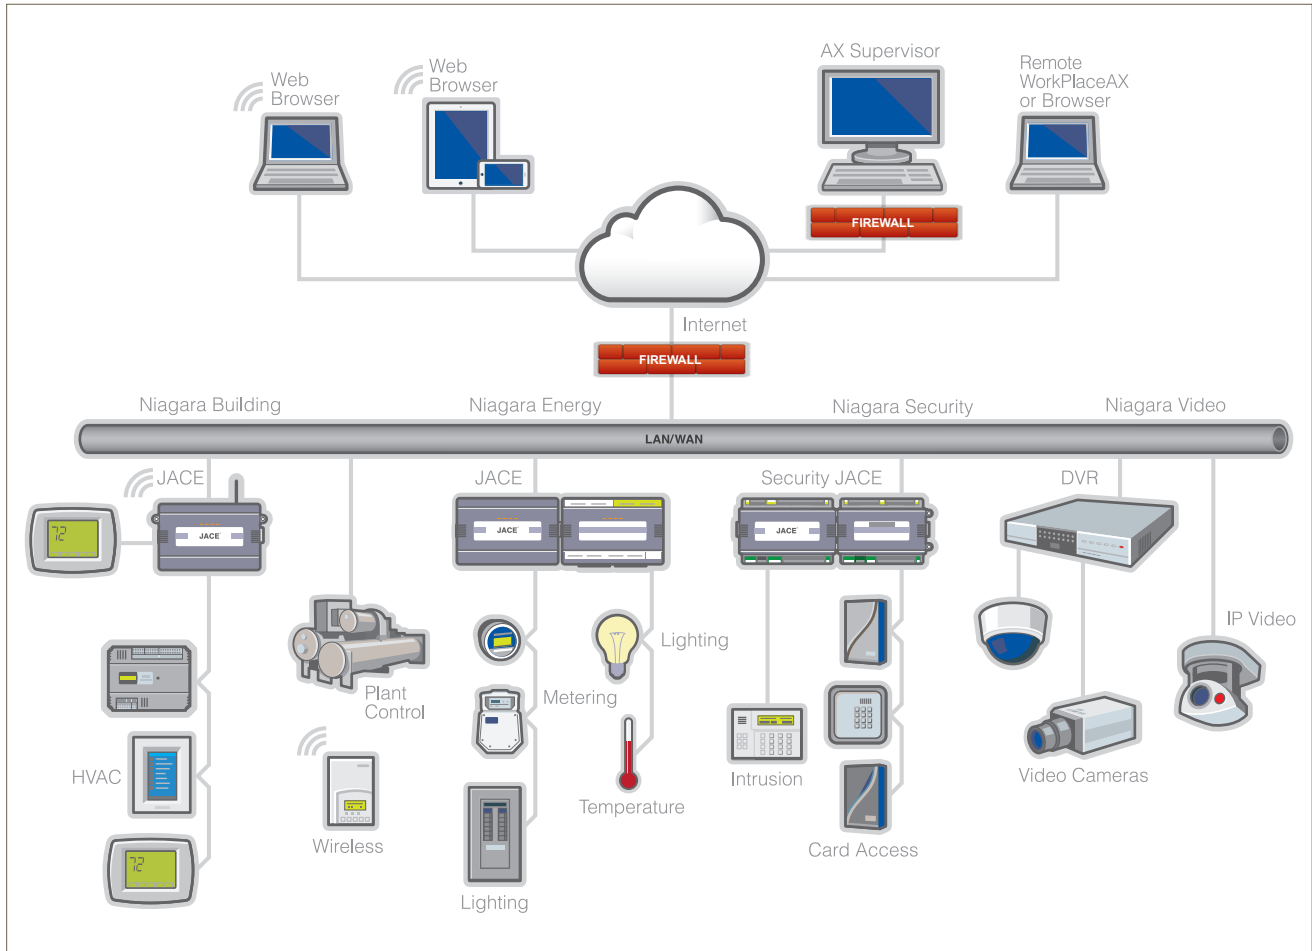 Web
Browser
Web
Browser
AX Supervisor
Remote
WorkPlaceAX
or Browser
FIREWALL
Internet
FIREWALL
Niagara Building
Niagara Energy
Niagara Security
Niagara Video
LAN/WAN
JACE
JACE
Security JACE
DVR
72
JACE
JACE
JACE
IP Video
Lighting
Plant
Control
Metering
HVAC
Intrusion
Video Cameras
Temperature
Wireless
Card Access
72
Lighting